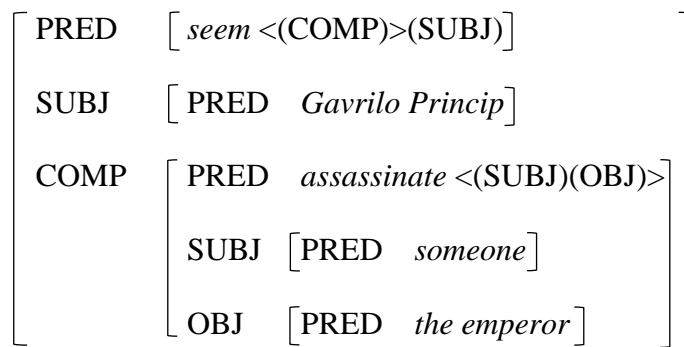 PRED [seem <(COMP)>(SUBJ)]
SUBJ [PRED Gavrilo Princip]
COMP [PRED assassinate <(SUBJ)(OBJ)>
SUBJ [PRED someone]
OBJ [PRED the emperor]